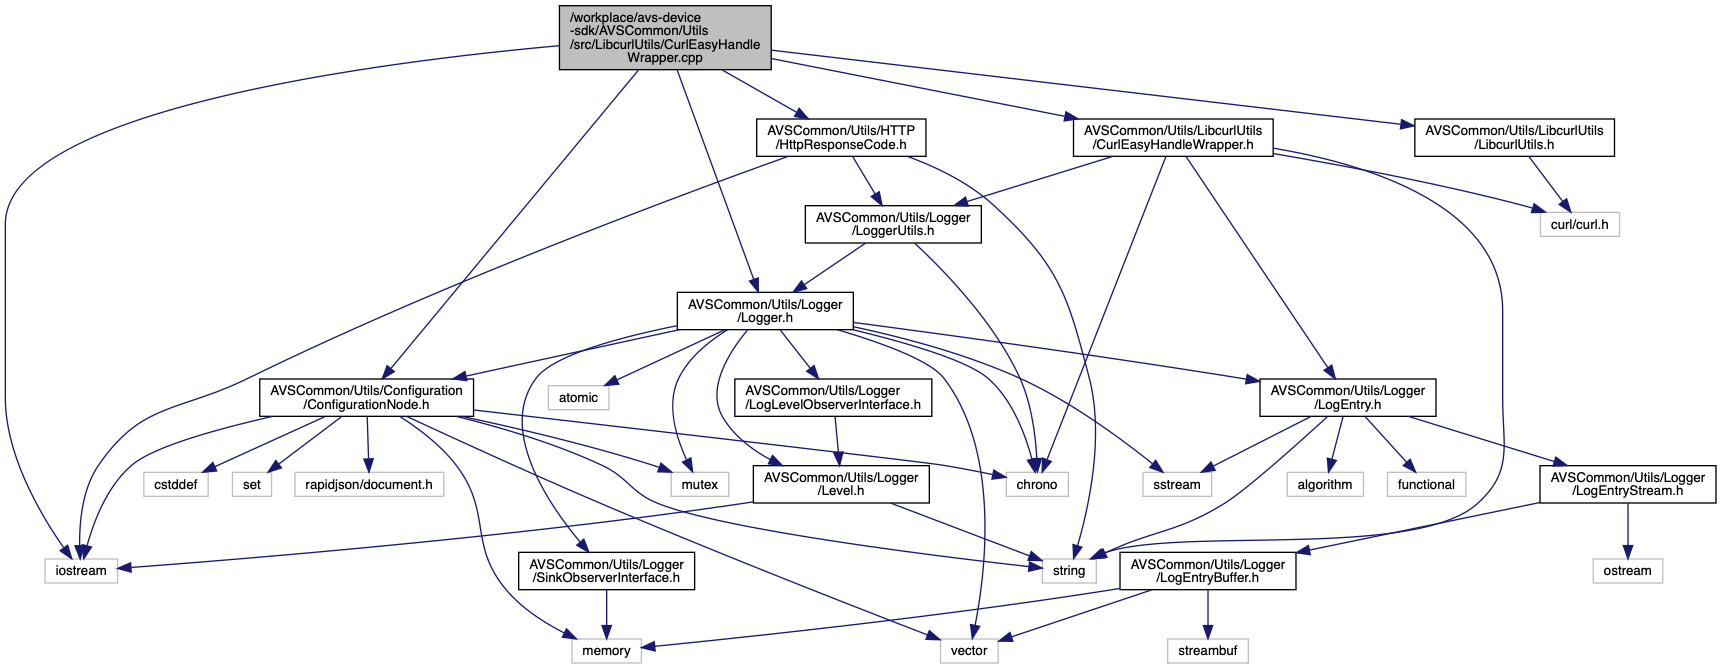 /workplace/avs-device
-sdk/AVSCommon/Utils
/src/LibcurlUtils/CurlEasyHandle
Wrapper.cpp
AVSCommon/Utils/HTTP
/HttpResponseCode.h
AVSCommon/Utils/LibcurlUtils
/CurlEasyHandleWrapper.h
AVSCommon/Utils/LibcurlUtils
/LibcurlUtils.h
AVSCommon/Utils/Logger
/LoggerUtils.h
curl/curl.h
AVSCommon/Utils/Logger
/Logger.h
AVSCommon/Utils/Configuration
/ConfigurationNode.h
atomic
AVSCommon/Utils/Logger
/LogLevelObserverInterface.h
AVSCommon/Utils/Logger
/LogEntry.h
cstddef
set
rapidjson/document.h
mutex
AVSCommon/Utils/Logger
/Level.h
chrono
sstream
algorithm
functional
AVSCommon/Utils/Logger
/LogEntryStream.h
iostream
AVSCommon/Utils/Logger
/SinkObserverInterface.h
string
AVSCommon/Utils/Logger
/LogEntryBuffer.h
ostream
memory
vector
streambuf